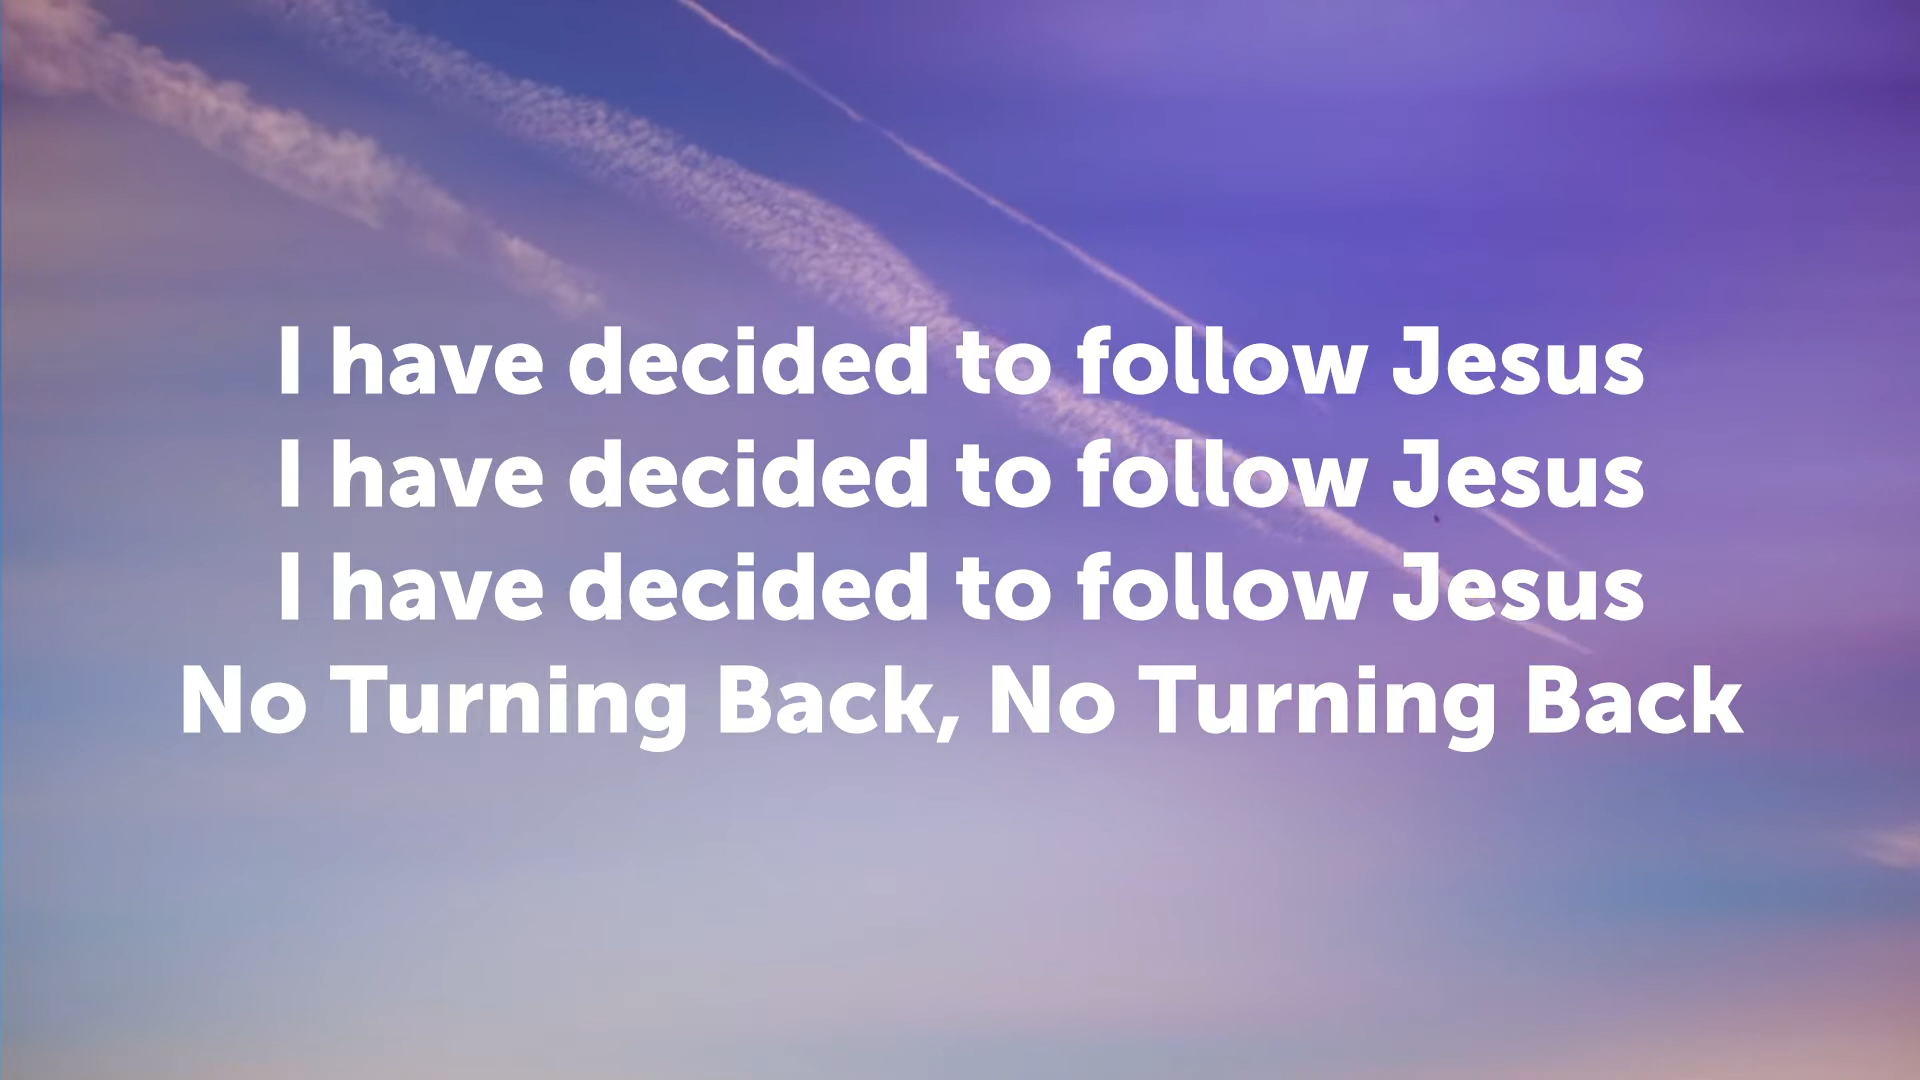 I have decided to follow Jesus
I have decided to follow Jesus
I have decided to follow Jesus
No Turning Back, No Turning Back